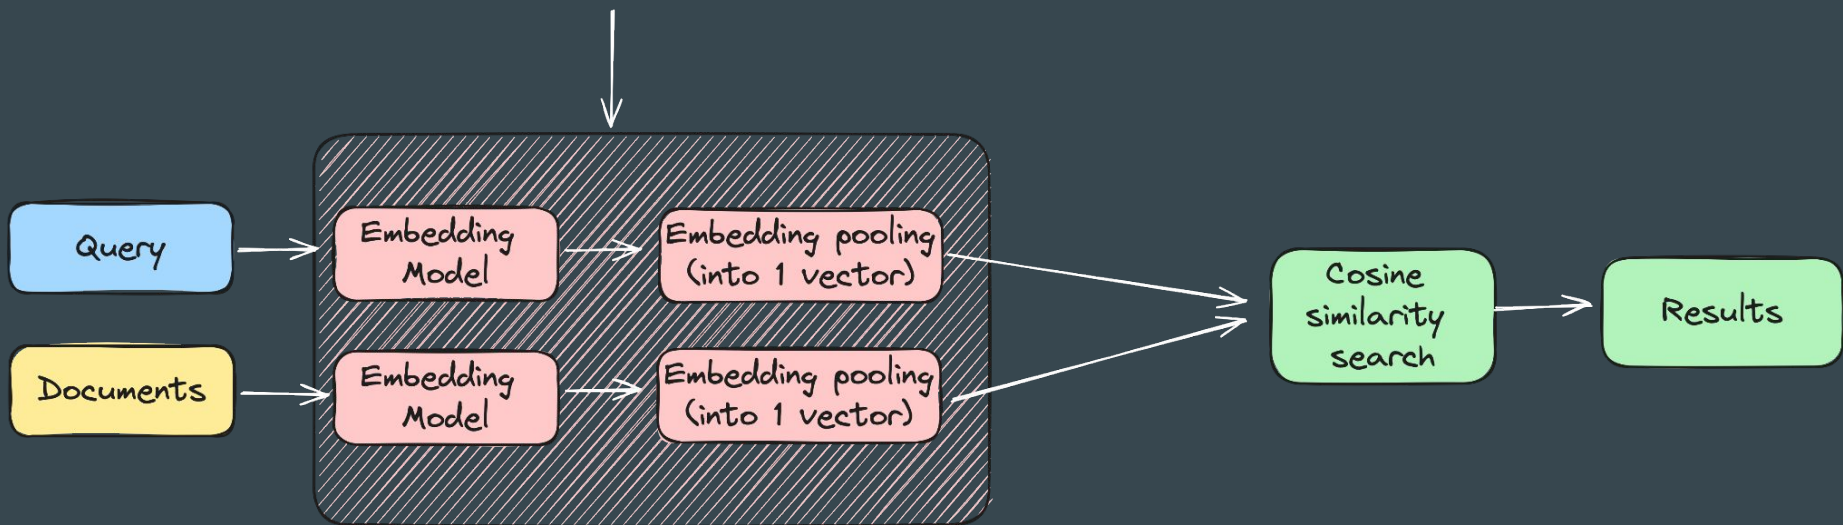 Query
Embedding
Model
Embedding pooling
(into 1 vector)
Documents
Embedding
Model
Embedding pooling
(into 1 vector)
Cosine
similarity
search
Results